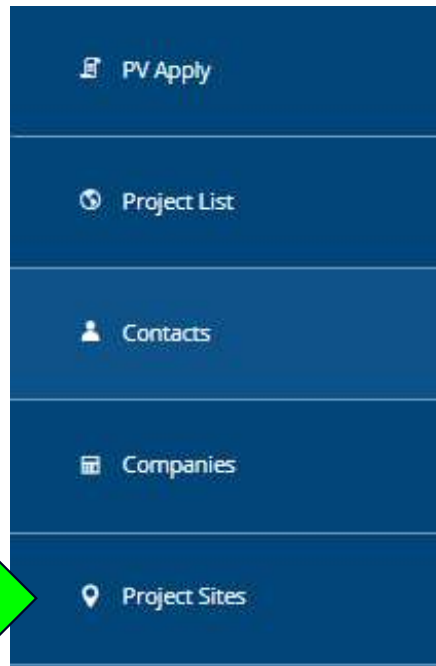 PV Apply
Project List
Contacts
Companies
Project Sites